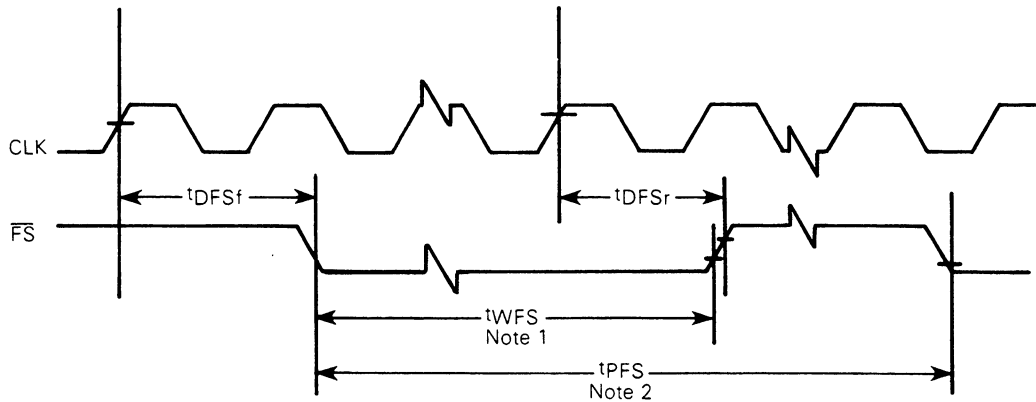 CLK
tDFSf
tDFSr
FS
tWFS
Note 1
tPFS
Note 2